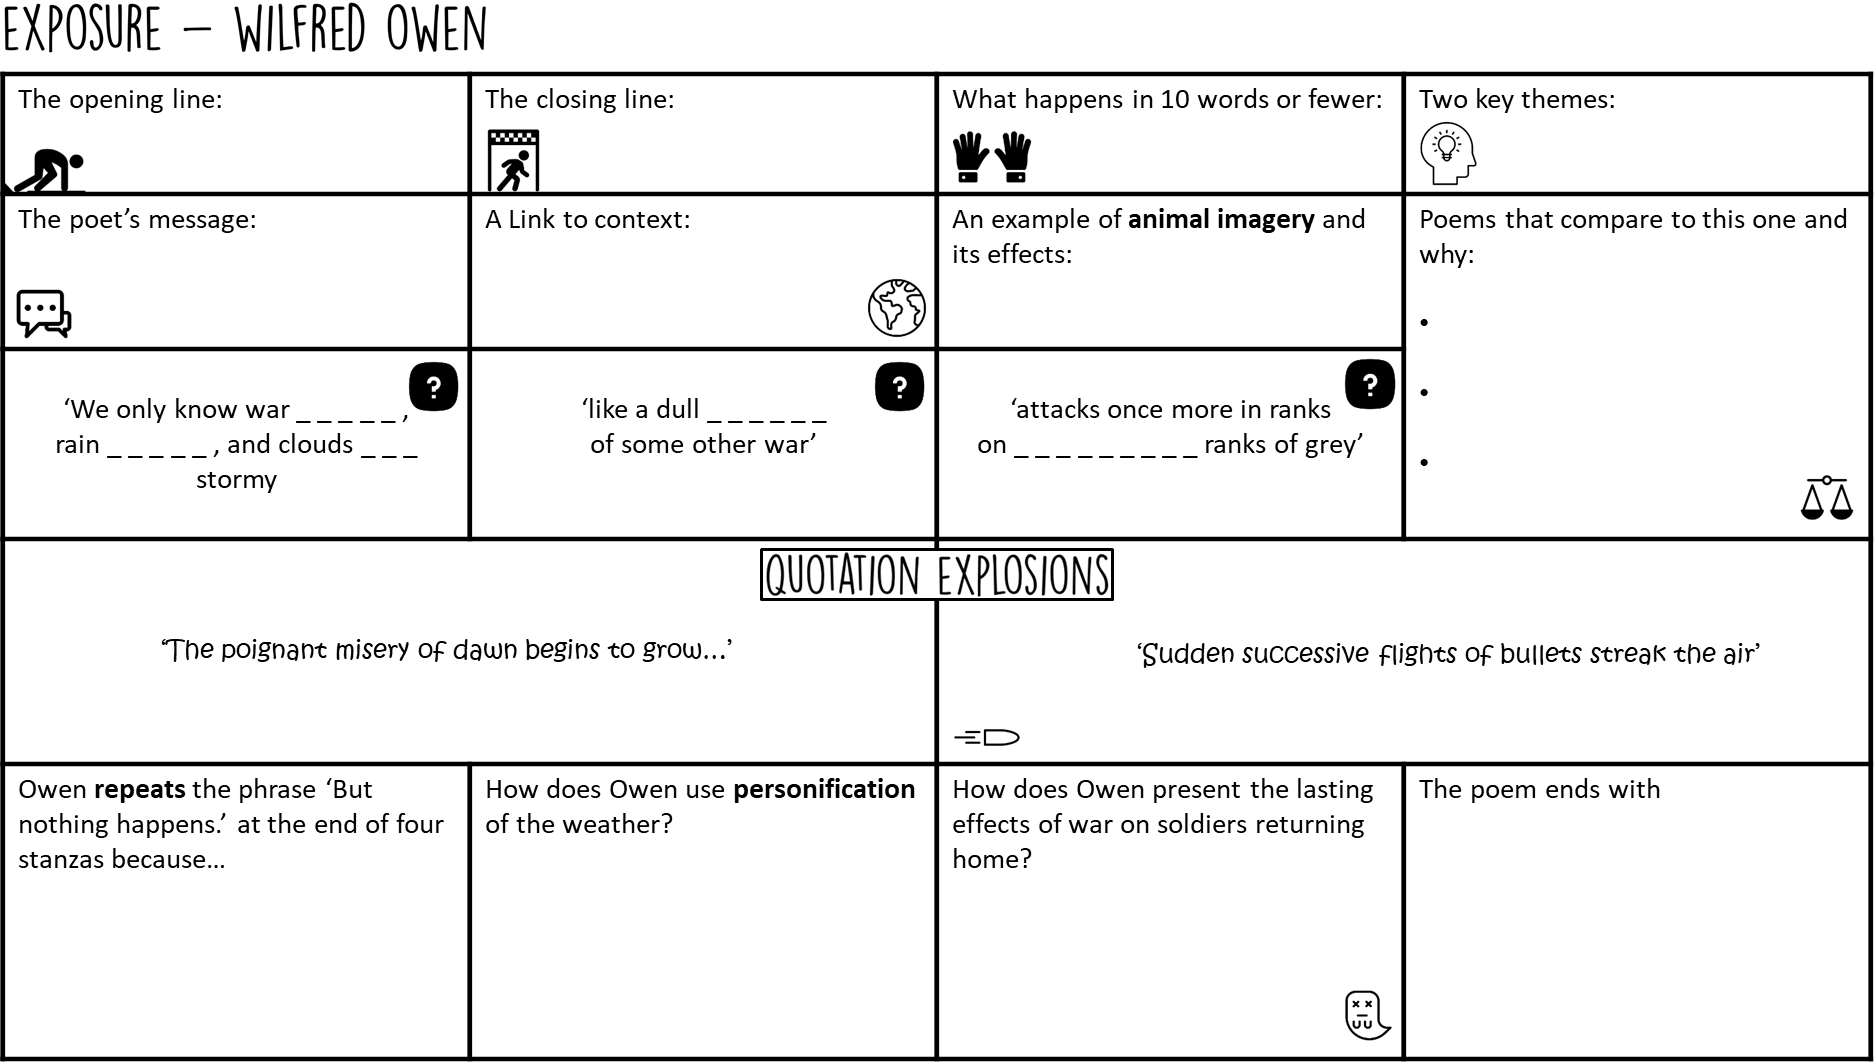 EXPOSURE – WILFRED OWEN
The opening line:
The closing line:
What happens in 10 words or fewer:
Two key themes:
The poet's message:
A Link to context:
An example of animal imagery and
its effects:
Poems that compare to this one and
why:
•
•
•
‘We only know war _ _ _ _ _ ,
rain _ _ _ _ _ , and clouds _ _ _
stormy
?
‘like a dull _ _ _ _ _ _
of some other war’
?
‘attacks once more in ranks
on _ _ _ _ _ _ _ _ _ ranks of grey’
?
QUOTATION EXPLOSIONS
‘The poignant misery of dawn begins to grow…’
‘Sudden successive flights of bullets streak the air’
Owen repeats the phrase ‘But
nothing happens.’ at the end of four
stanzas because…
How does Owen use personification
of the weather?
How does Owen present the lasting
effects of war on soldiers returning
home?
The poem ends with